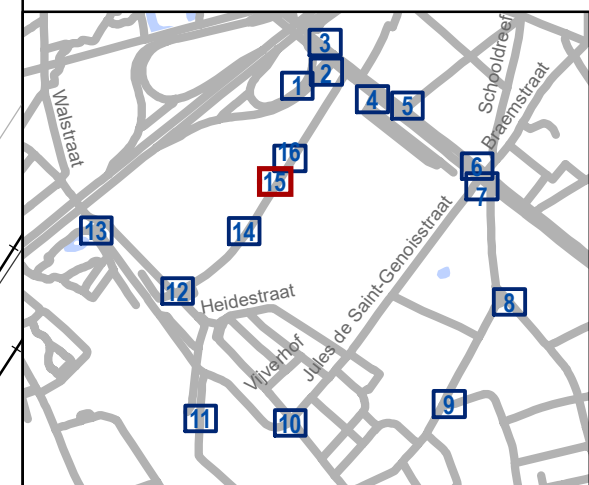 Schooldreef
3
2
1
4
5
Braemstraat
Walstraat
16
6
15
7
13
14
Jules de Saint-Genoisstraat
12
Heidestraat
8
Vijverhof
9
11
10